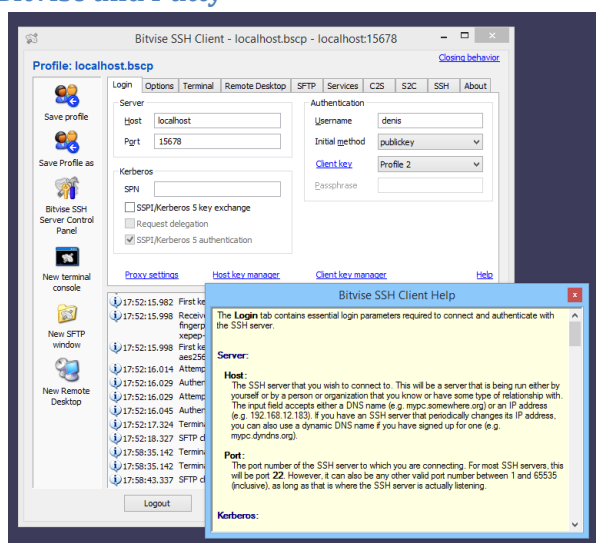 Bitvise SSH Client - localhost.bscp - localhost:15678
Profile: localhost.bscp
Closing behavior
Save profile
Save Profile as
Bitvise SSH
Server Control
Panel
New terminal
console
New SFTP
window
New Remote
Desktop
Login Options Terminal Remote Desktop SFTP Services C2S S2C SSH About
Server
Host localhost
Port 15678
Kerberos
SPN
SSPI/Kerberos 5 key exchange
Request delegation
SSPI/Kerberos 5 authentication
Authentication
Username denis
Initial method publickey
Client key Profile 2
Passphrase
Proxy settings Host key manager Client key manager Help
17:52:15.982 First ke
17:52:15.998 Receive
fingerp
xepep-
17:52:15.998 First ke
aes256
17:52:16.014 Attemp
17:52:16.029 Authen
17:52:16.029 Attemp
17:52:16.045 Authen
17:52:17.324 Termina
17:52:18.327 SFTP ch
17:58:35.142 Termina
17:58:35.142 Termina
17:58:43.337 SFTP ch
Logout
Bitvise SSH Client Help
The Login tab contains essential login parameters required to connect and authenticate with
the SSH server.
Server:
Host:
The SSH server that you wish to connect to. This will be a server that is being run either by
yourself or by a person or organization that you know or have some type of relationship with.
The input field accepts either a DNS name (e.g. mypc.somewhere.org) or an IP address
(e.g. 192.168.12.183). If you have an SSH server that periodically changes its IP address,
you can also use a dynamic DNS name if you have signed up for one (e.g.
mypc.dyndns.org).
Port:
The port number of the SSH server to which you are connecting. For most SSH servers, this
will be port 22. However, it can also be any other valid port number between 1 and 65535
(inclusive), as long as that is where the SSH server is actually listening.
Kerberos: